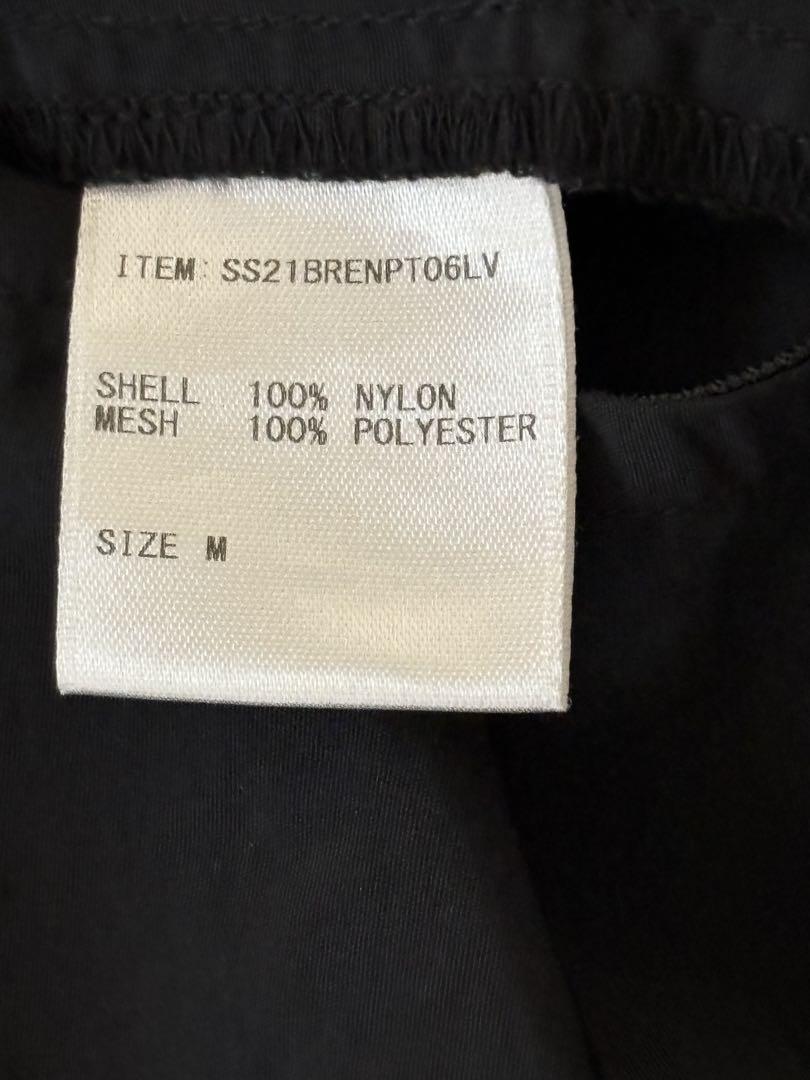 ITEM: SS21BRENPT06LV
SHELL 100% NYLON
MESH 100% POLYESTER
SIZE M